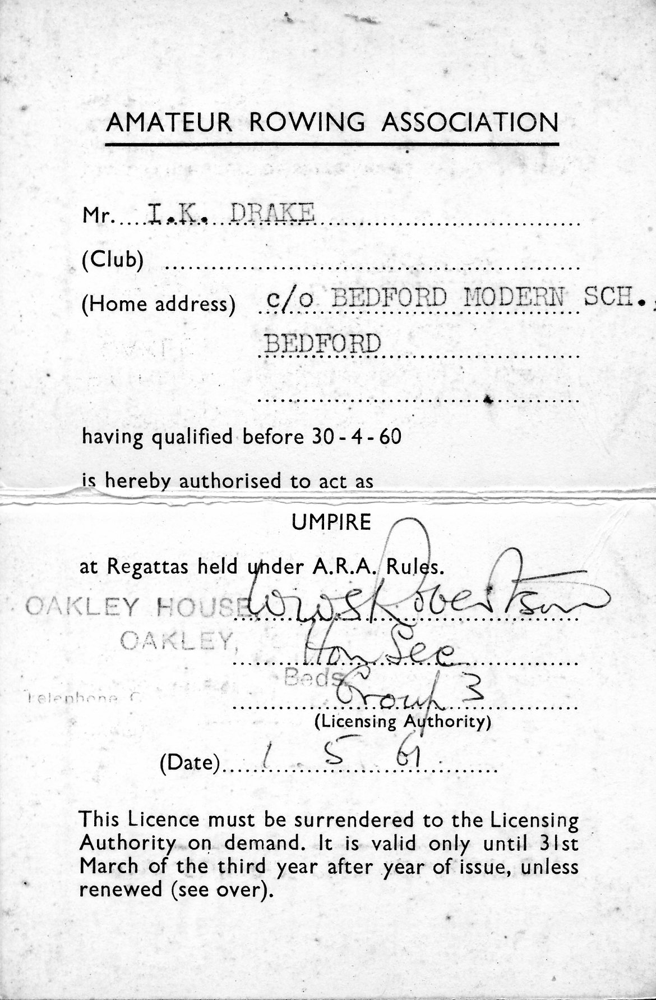 AMATEUR ROWING ASSOCIATION
Mr. I.K. DRAKE
(Club)
(Home address) c/o BEDFORD MODERN SCH.,
BEDFORD
having qualified before 30-4-60
is hereby authorised to act as
UMPIRE
at Regattas held under A.R.A. Rules.
OAKLEY HOUSE, Robertson
OAKLEY, Hon Sec
Beds. Group 3
Telephone
(Licensing Authority)
(Date) 1 5 61
This Licence must be surrendered to the Licensing
Authority on demand. It is valid only until 31st
March of the third year after year of issue, unless
renewed (see over).